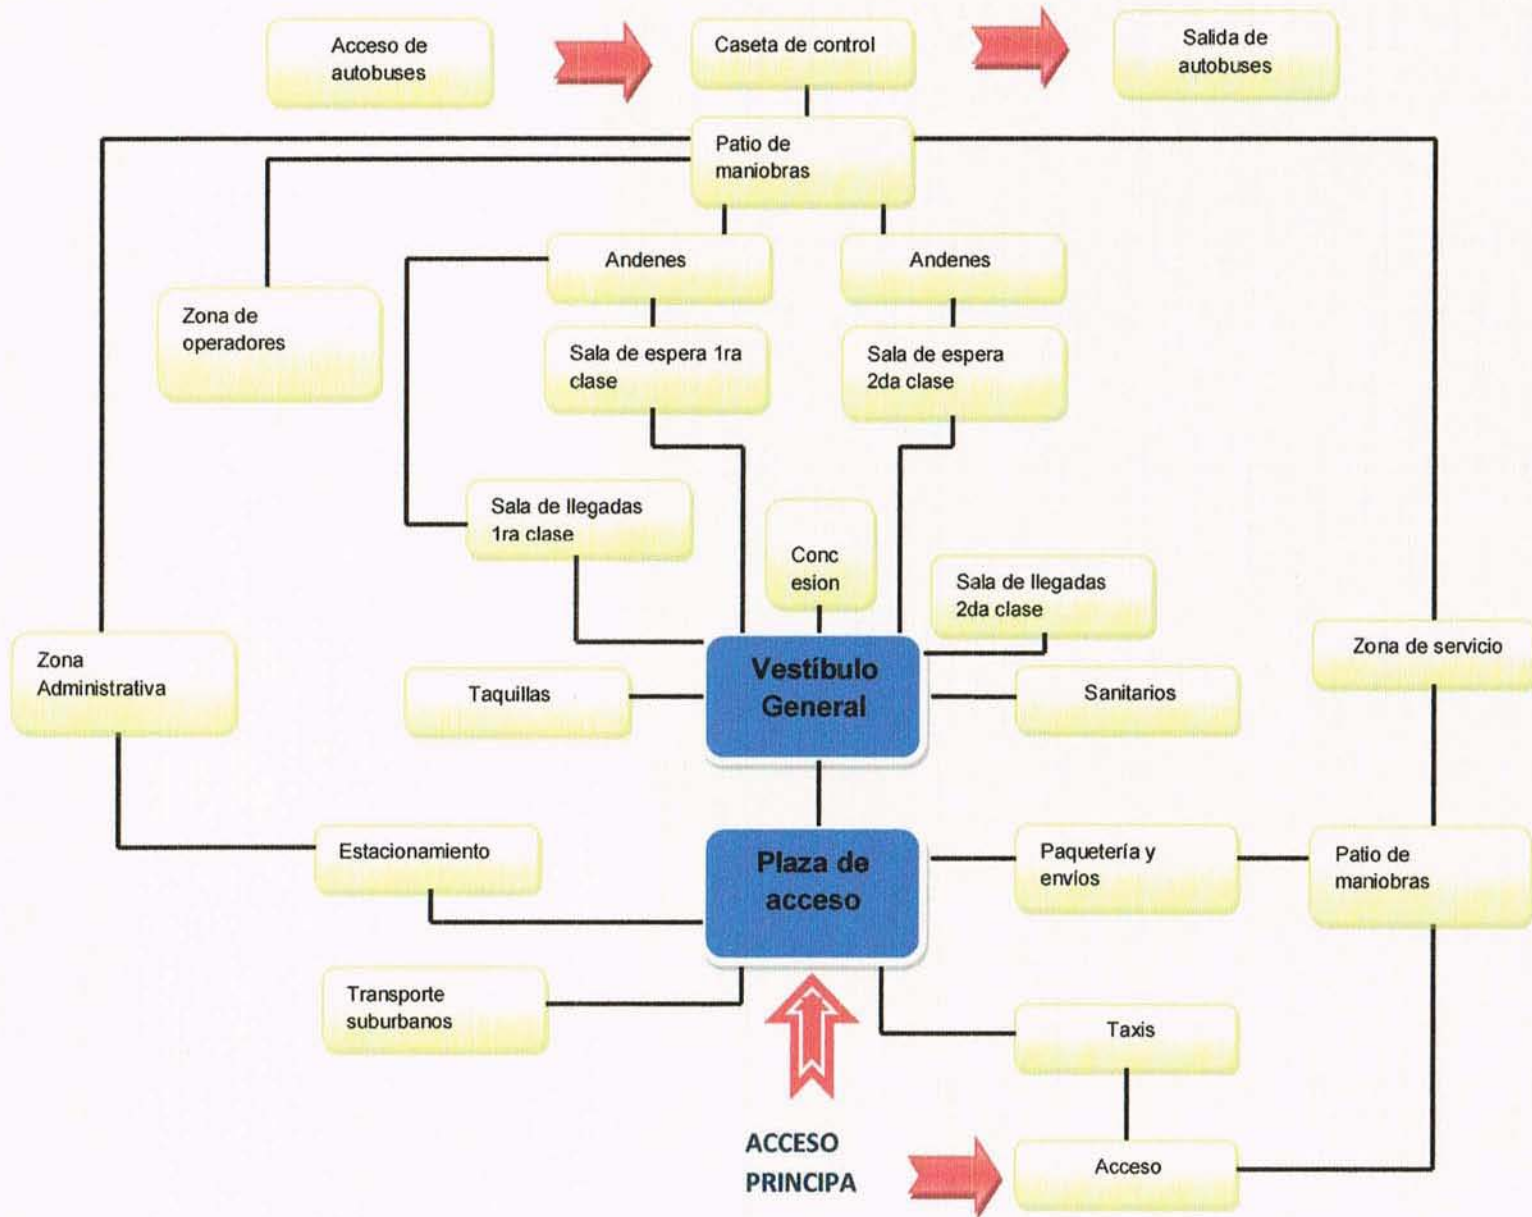 Acceso de
autobuses
Caseta de control
Salida de
autobuses
Patio de
maniobras
Andenes
Andenes
Zona de
operadores
Sala de espera 1ra
clase
Sala de espera
2da clase
Sala de llegadas
1ra clase
Conc
esion
Sala de llegadas
2da clase
Zona
Administrativa
Taquillas
Vestíbulo
General
Sanitarios
Zona de servicio
Estacionamiento
Plaza de
acceso
Paquetería y
envíos
Patio de
maniobras
Transporte
suburbanos
Taxis
ACCESO
PRINCIPA
Acceso